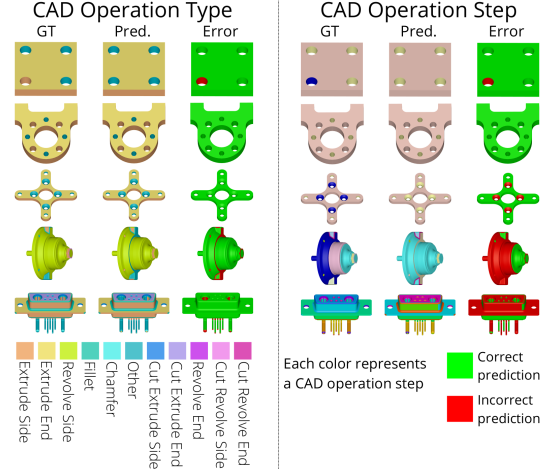 CAD Operation Type
GT
Pred.
Error
CAD Operation Step
GT
Pred.
Error
Extrude Side
Extrude End
Revolve Side
Fillet
Chamfer
Other
Cut Extrude Side
Cut Extrude End
Revolve End
Cut Revolve Side
Cut Revolve End
Each color represents
a CAD operation step
Correct
prediction
Incorrect
prediction